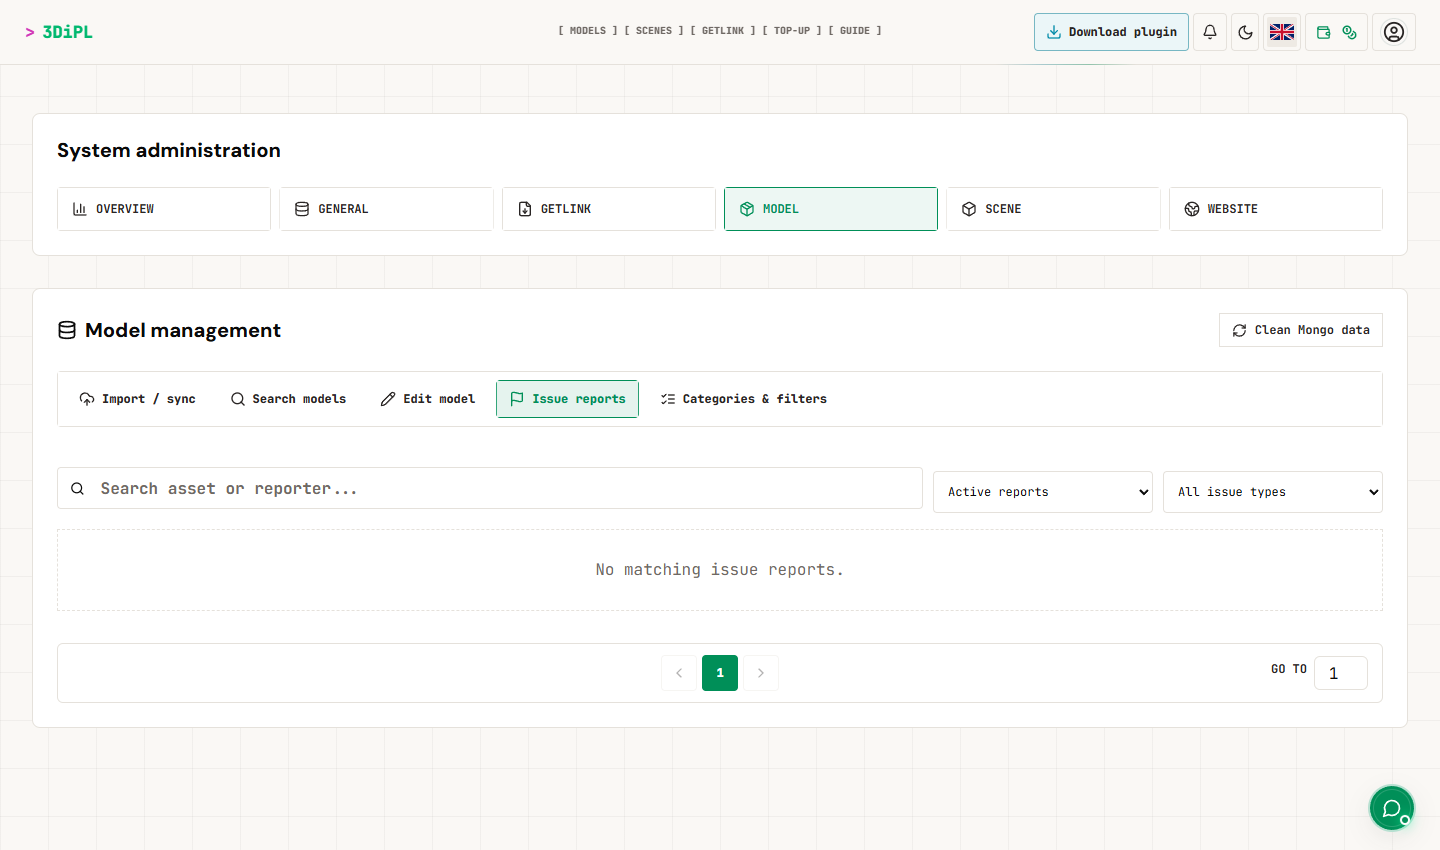 > 3DiPL
[ MODELS ] [ SCENES ] [ GETLINK ] [ TOP-UP ] [ GUIDE ]
Download plugin
System administration
OVERVIEW
GENERAL
GETLINK
MODEL
SCENE
WEBSITE
Model management
Clean Mongo data
Import / sync
Search models
Edit model
Issue reports
Categories & filters
Search asset or reporter...
Active reports
All issue types
No matching issue reports.
1
GO TO
1